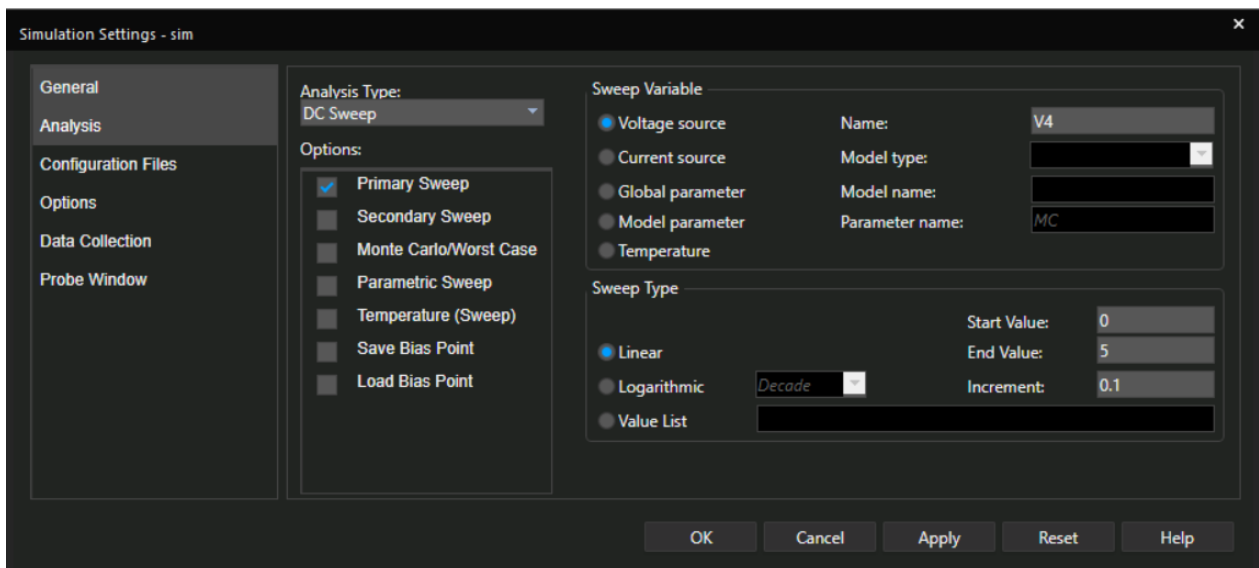 Simulation Settings - sim
×
General
Analysis
Configuration Files
Options
Data Collection
Probe Window
Analysis Type:
DC Sweep
Options:
Primary Sweep
Secondary Sweep
Monte Carlo/Worst Case
Parametric Sweep
Temperature (Sweep)
Save Bias Point
Load Bias Point
Sweep Variable
Voltage source Name: V4
Current source Model type:
Global parameter Model name:
Model parameter Parameter name: MC
Temperature
Sweep Type
Start Value: 0
Linear End Value: 5
Logarithmic Decade Increment: 0.1
Value List
OK Cancel Apply Reset Help